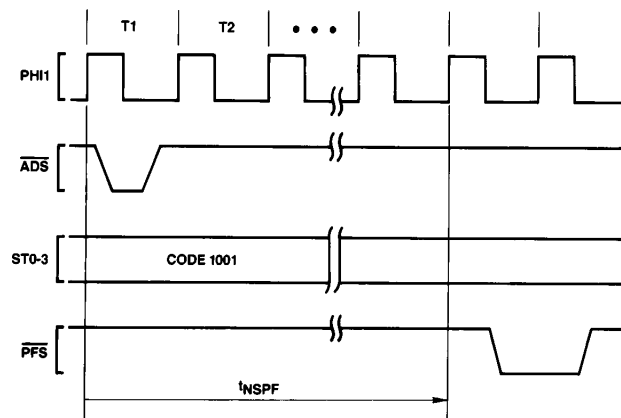 T1 T2 • • •
PHI1
ADS
ST0-3 CODE 1001
PFS
tNSPF